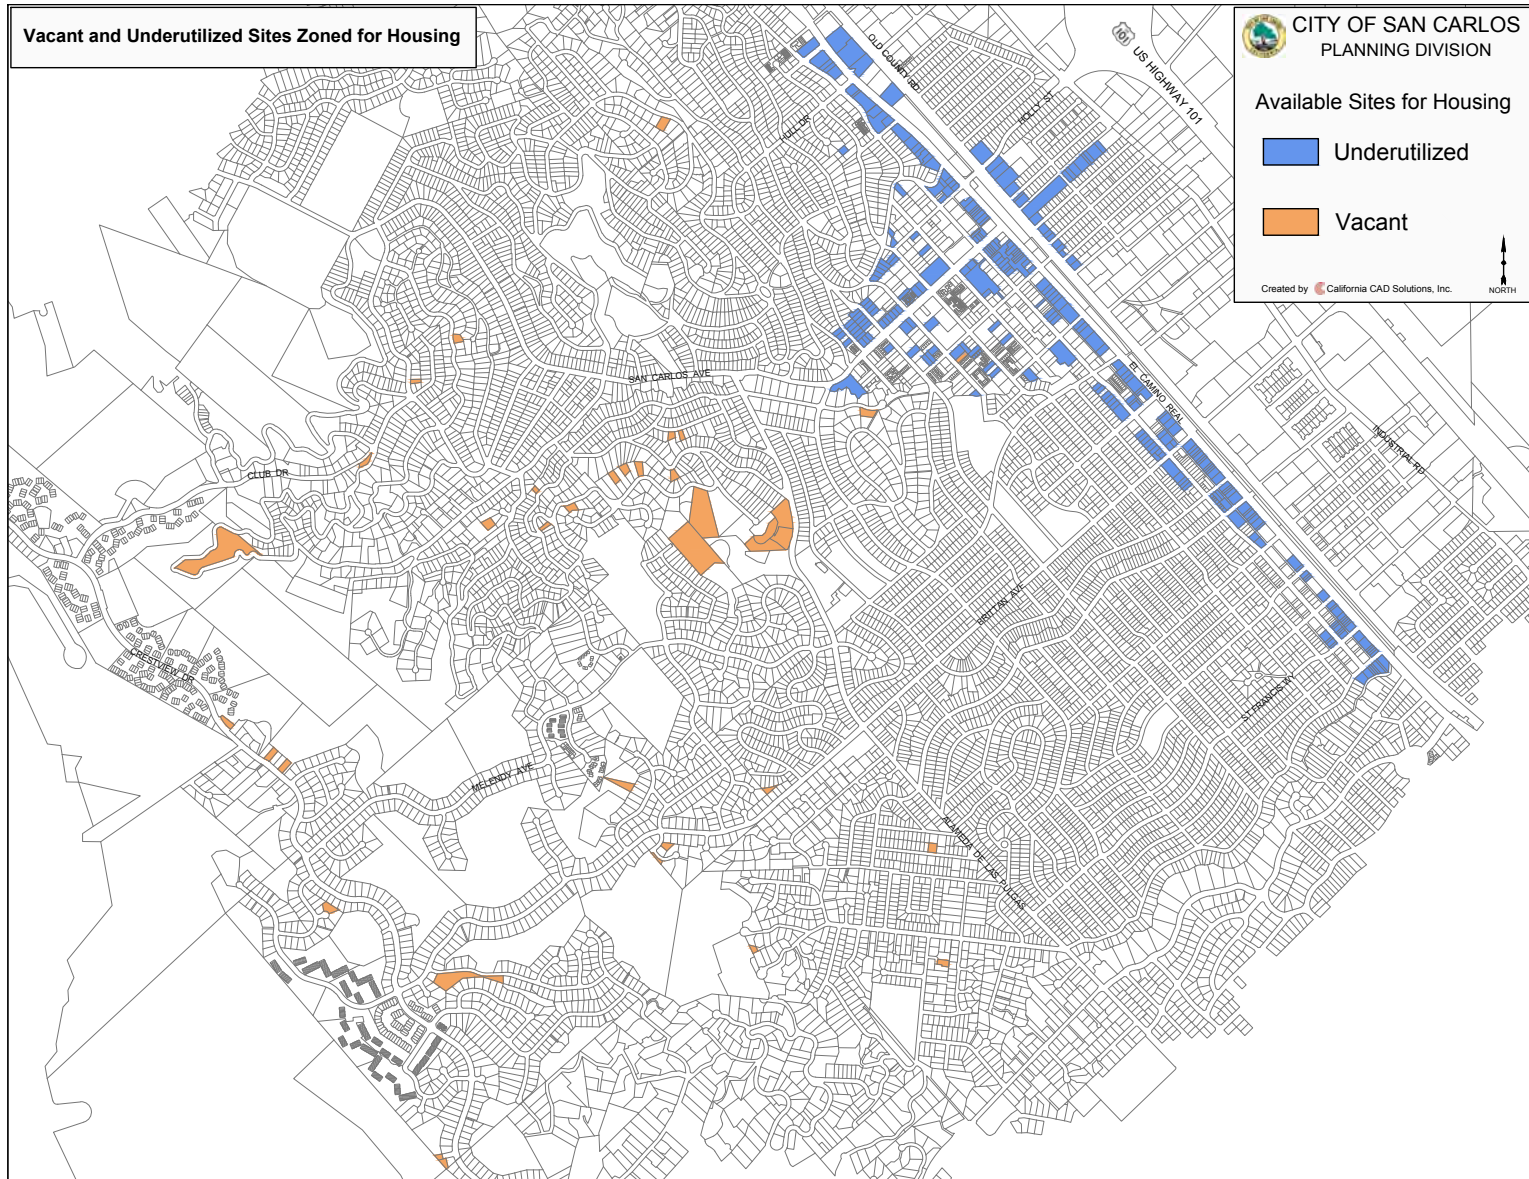 Vacant and Underutilized Sites Zoned for Housing
CITY OF SAN CARLOS
PLANNING DIVISION
Available Sites for Housing
Underutilized
Vacant
Created by California CAD Solutions, Inc.
NORTH
101
US HIGHWAY 101
OLD COUNTY RD
HOLLY ST
HULL DR
SAN CARLOS AVE
EL CAMINO REAL
INDUSTRIAL RD
CLUB DR
BRITTAN AVE
CRESTVIEW DR
ST FRANCIS WY
MELENDY AVE
ALAMEDA DE LAS PULGAS